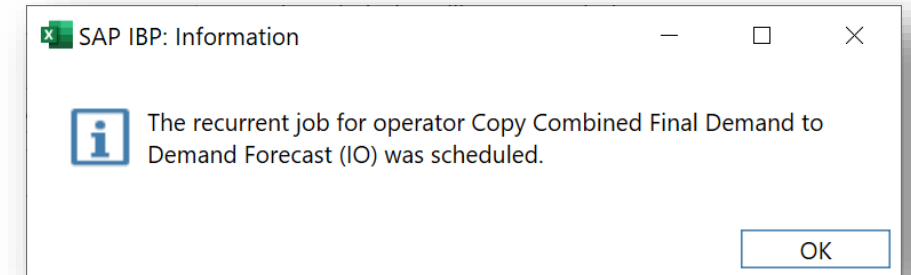 SAP IBP: Information
The recurrent job for operator Copy Combined Final Demand to
Demand Forecast (IO) was scheduled.
OK